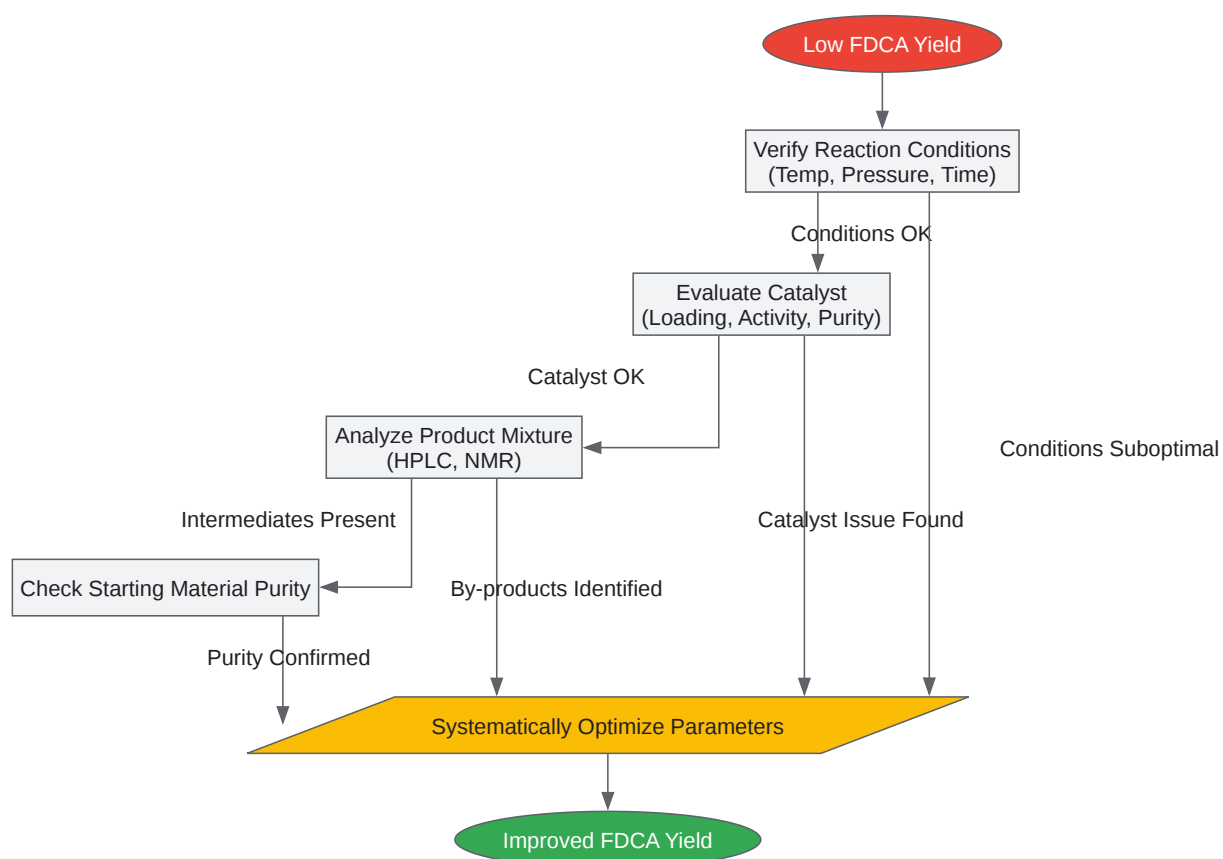 Low FDCA Yield
Verify Reaction Conditions
(Temp, Pressure, Time)
Conditions OK
Evaluate Catalyst
(Loading, Activity, Purity)
Catalyst OK
Analyze Product Mixture
(HPLC, NMR)
Conditions Suboptimal
Intermediates Present
Catalyst Issue Found
Check Starting Material Purity
By-products Identified
Purity Confirmed
Systematically Optimize Parameters
Improved FDCA Yield